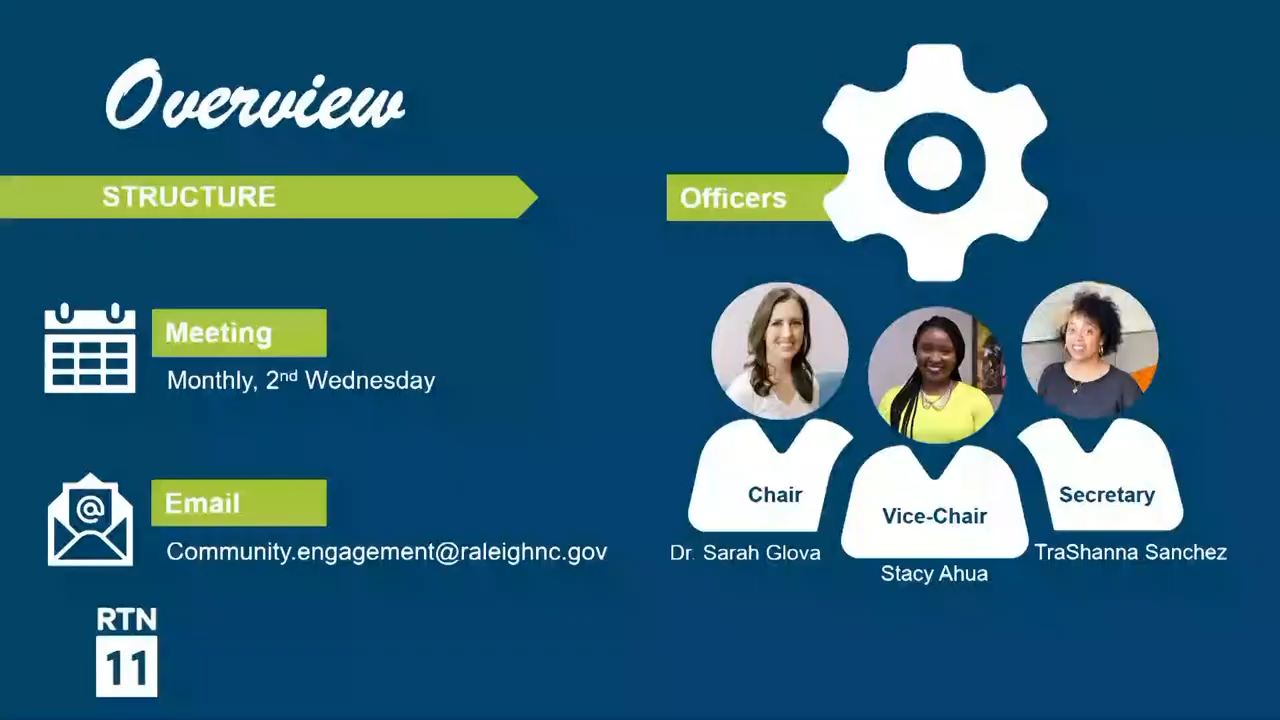 Overview
STRUCTURE
Officers
Meeting
Monthly, 2nd Wednesday
Email
@
Community.engagement@raleighnc.gov
Chair
Vice-Chair
Secretary
Dr. Sarah Glova
Stacy Ahua
TraShanna Sanchez
RTN
11